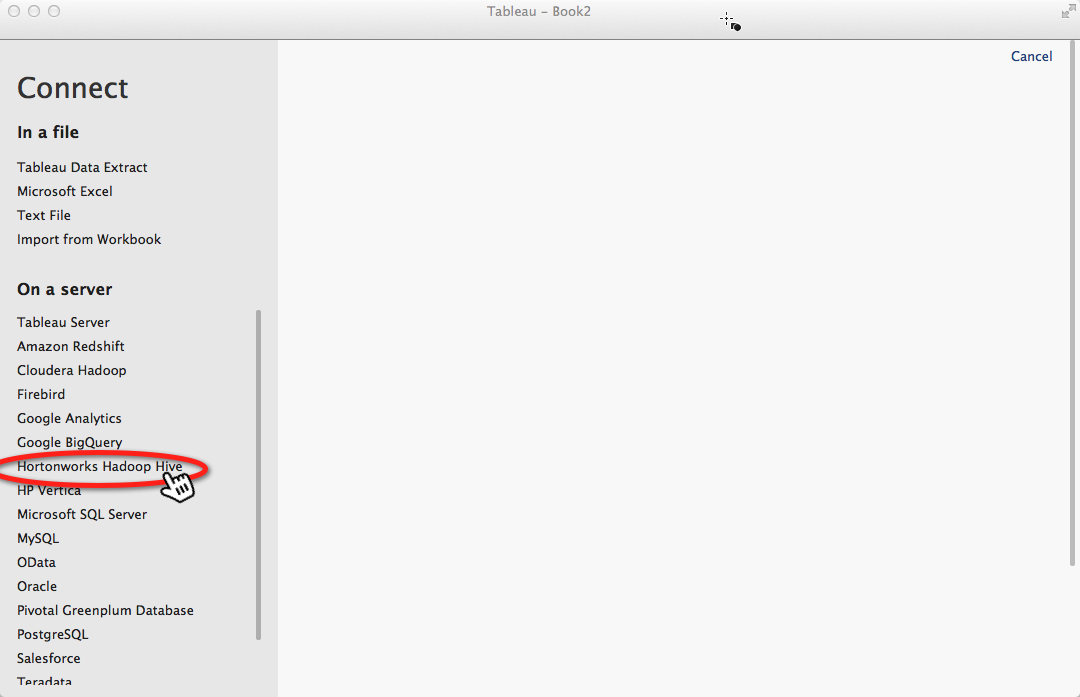 Tableau - Book2
Cancel
Connect
In a file
Tableau Data Extract
Microsoft Excel
Text File
Import from Workbook
On a server
Tableau Server
Amazon Redshift
Cloudera Hadoop
Firebird
Google Analytics
Google BigQuery
Hortonworks Hadoop Hive
HP Vertica
Microsoft SQL Server
MySQL
OData
Oracle
Pivotal Greenplum Database
PostgreSQL
Salesforce
Teradata